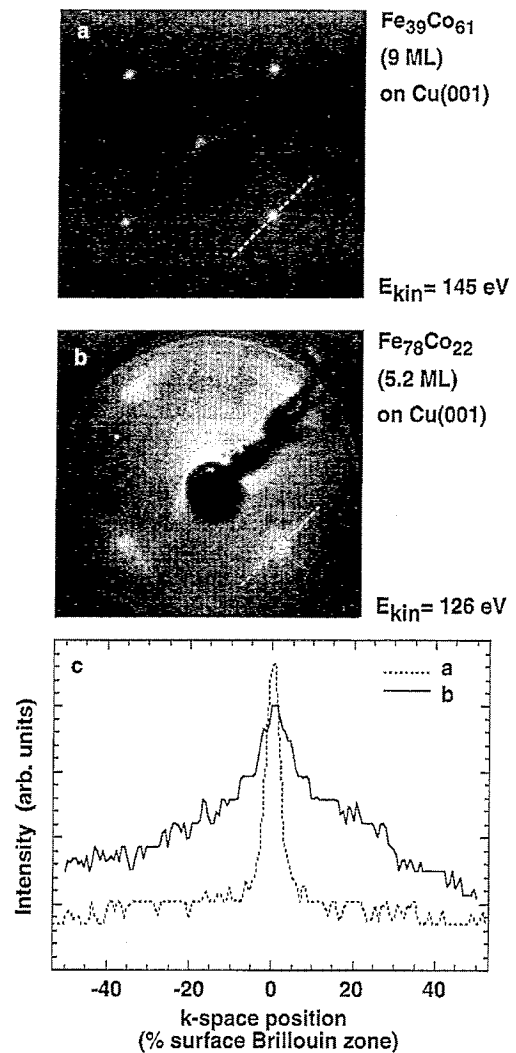 a
Fe39Co61
(9 ML)
on Cu(001)
Ekin= 145 eV
b
Fe78Co22
(5.2 ML)
on Cu(001)
Ekin= 126 eV
c
a
b
Intensity (arb. units)
-40 -20 0 20 40
k-space position
(% surface Brillouin zone)